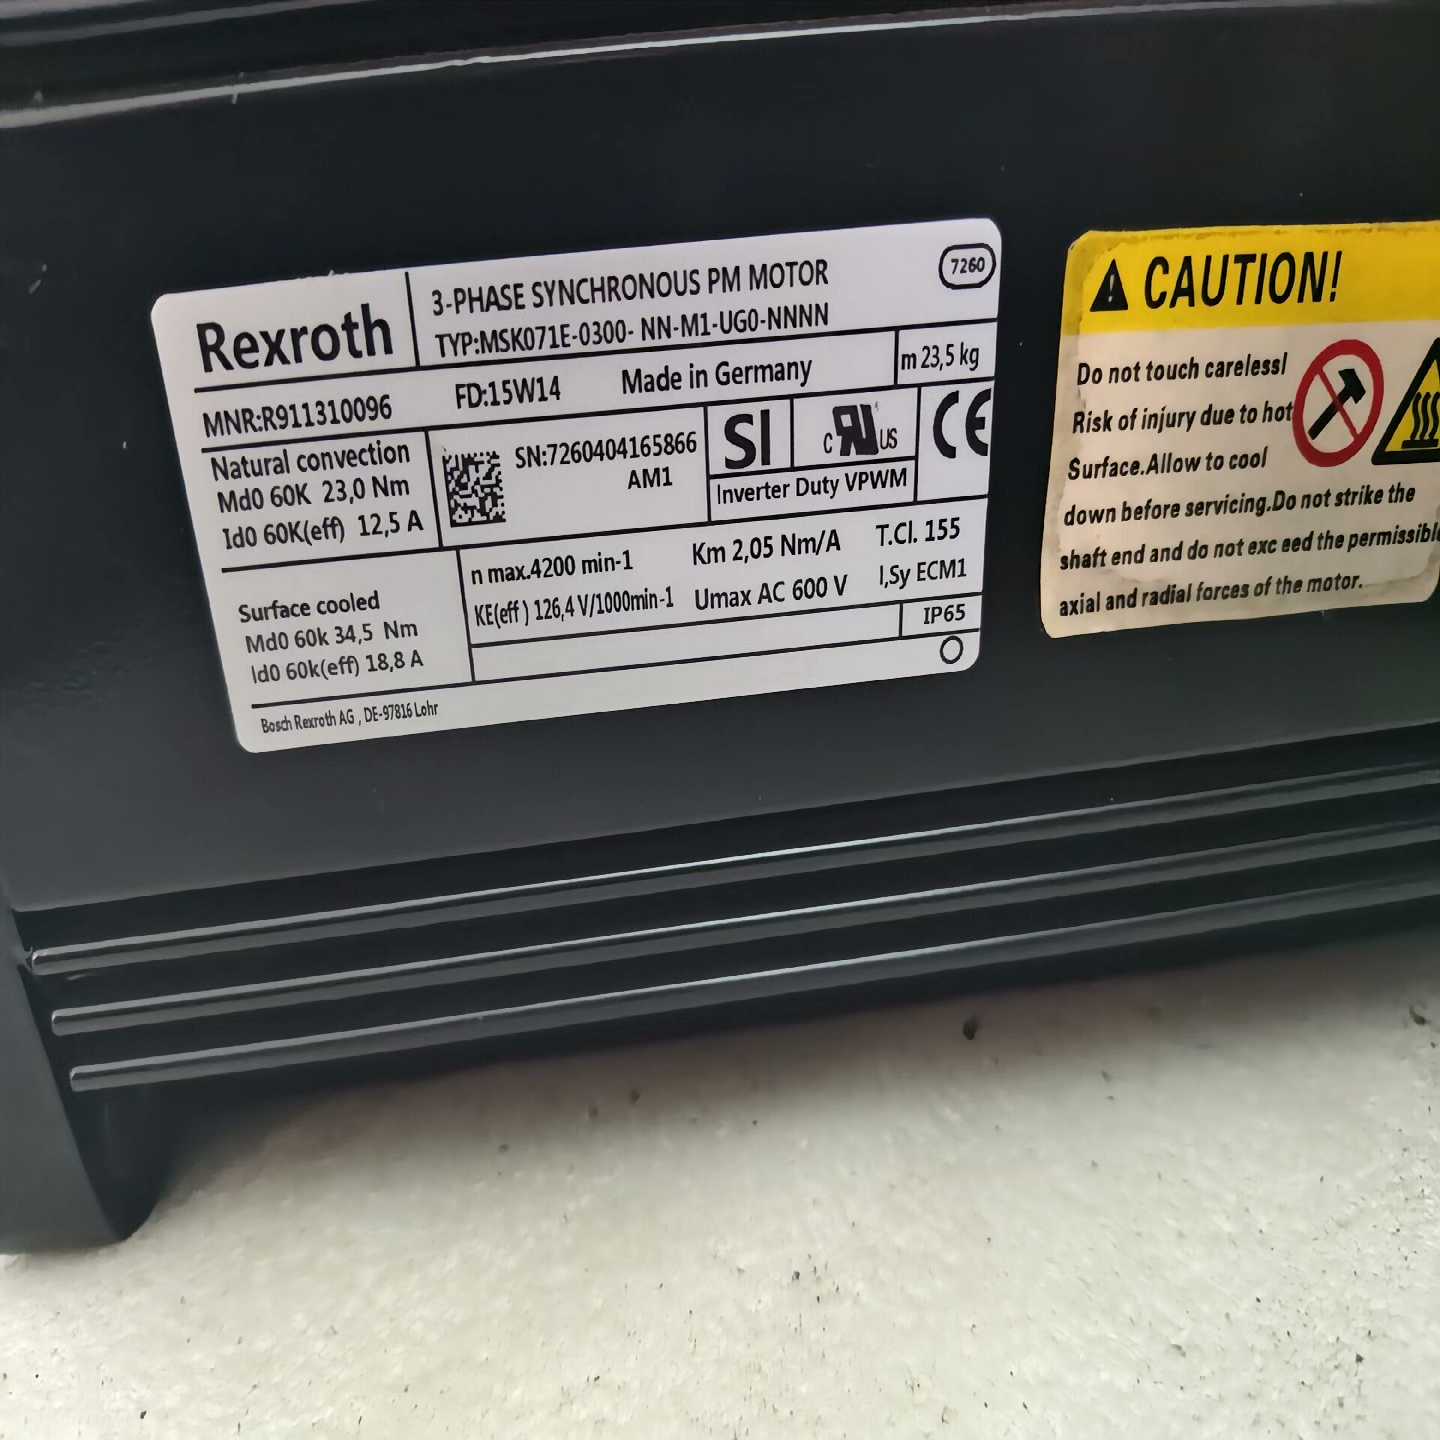 Rexroth
3-PHASE SYNCHRONOUS PM MOTOR
7260
TYP:MSK071E-0300- NN-M1-UG0-NNNN
MNR:R911310096
FD:15W14
Made in Germany
m 23,5 kg
Natural convection
Md0 60K 23,0 Nm
Id0 60K(eff) 12,5 A
SN:7260404165866
AM1
SI
c RU US
CE
Inverter Duty VPWM
Surface cooled
Md0 60k 34,5 Nm
Id0 60k(eff) 18,8 A
n max.4200 min-1
Km 2,05 Nm/A
T.Cl. 155
KE(eff ) 126,4 V/1000min-1
Umax AC 600 V
I,Sy ECM1
IP65
Bosch Rexroth AG , DE-97816 Lohr
CAUTION!
Do not touch carelessl
Risk of injury due to hot
Surface.Allow to cool
down before servicing.Do not strike the
shaft end and do not exc eed the permissible
axial and radial forces of the motor.